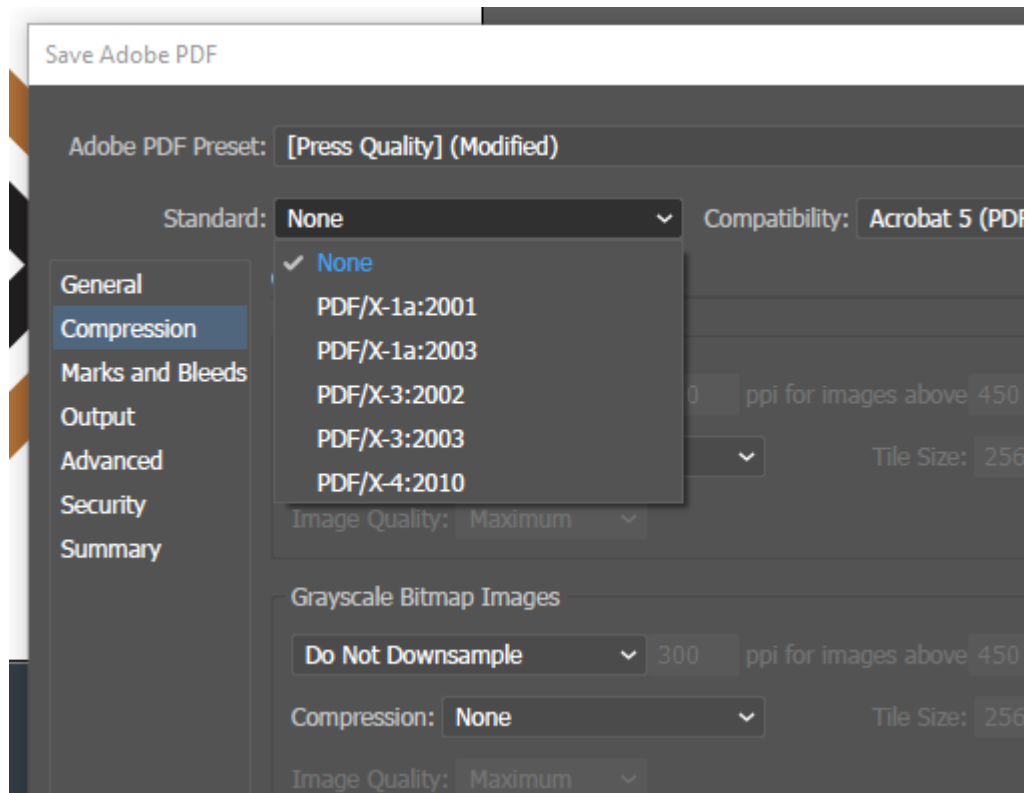 Save Adobe PDF
Adobe PDF Preset: [Press Quality] (Modified)
Standard: None Compatibility: Acrobat 5 (PDF
None
General
PDF/X-1a:2001
Compression
PDF/X-1a:2003
Marks and Bleeds
PDF/X-3:2002 0 ppi for images above 450
Output
PDF/X-3:2003
Advanced Tile Size: 256
PDF/X-4:2010
Security
Image Quality: Maximum
Summary
Grayscale Bitmap Images
Do Not Downsample 300 ppi for images above 450
Compression: None Tile Size: 256
Image Quality: Maximum